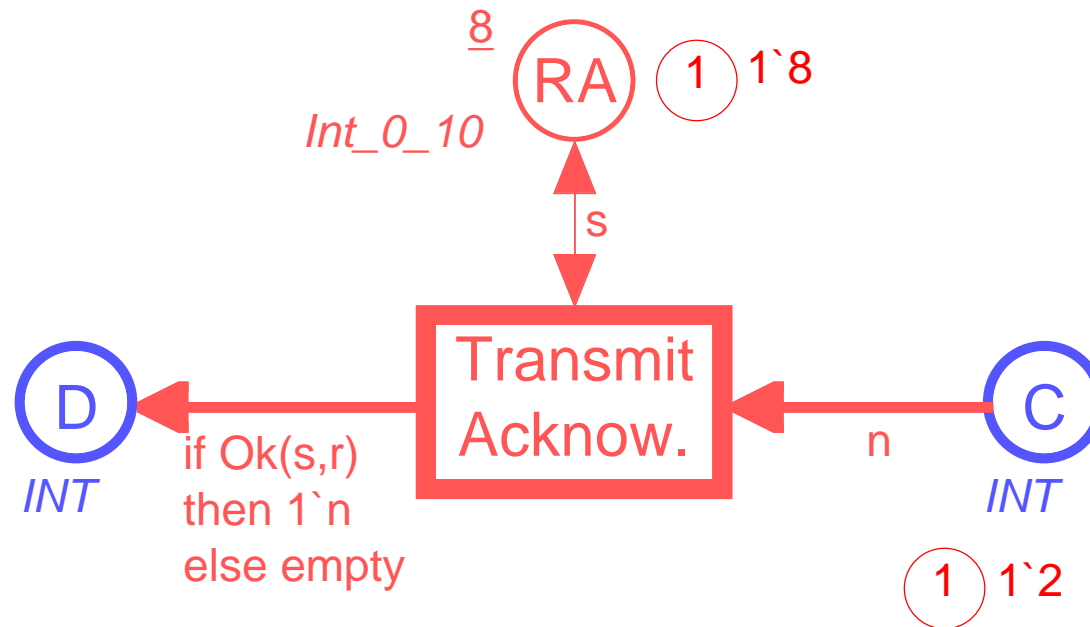 8
RA
1
1`8
Int_0_10
s
Transmit
Acknow.
D
C
if Ok(s,r)
then 1`n
else empty
n
INT
INT
1
1`2